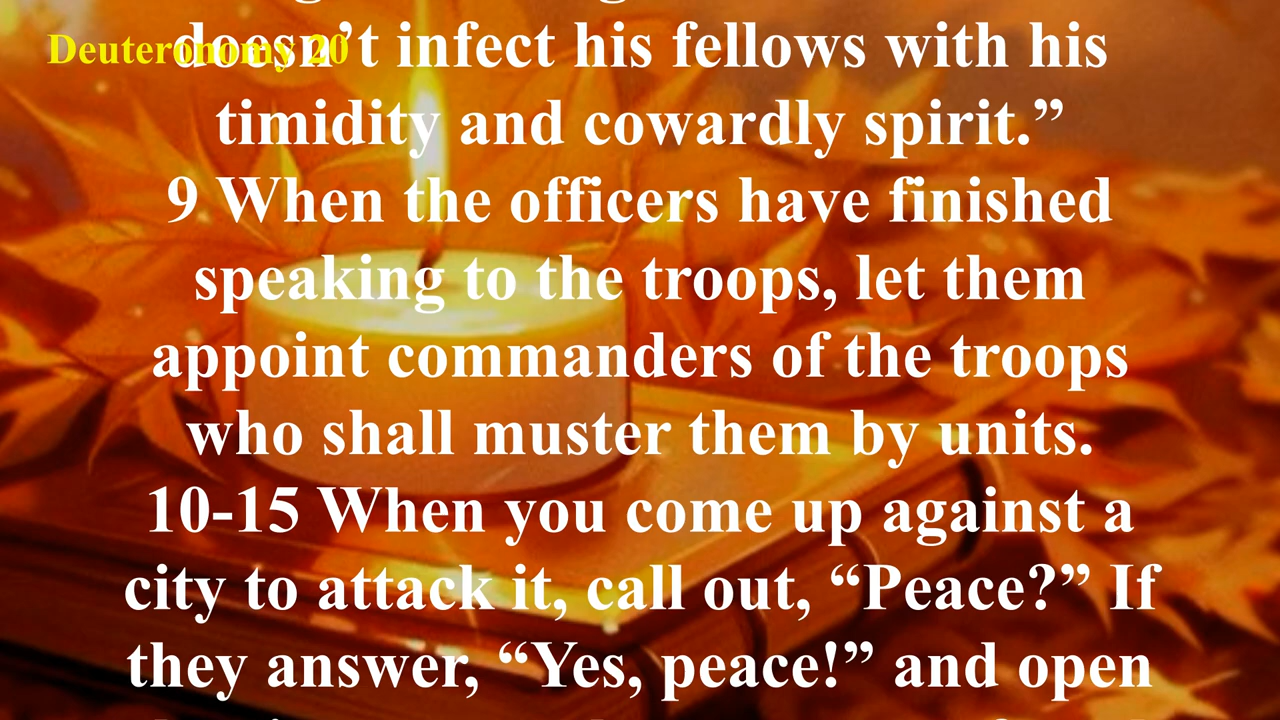 Deuteronomy 20
doesn’t infect his fellows with his
timidity and cowardly spirit.”
9 When the officers have finished
speaking to the troops, let them
appoint commanders of the troops
who shall muster them by units.
10-15 When you come up against a
city to attack it, call out, “Peace?” If
they answer, “Yes, peace!” and open